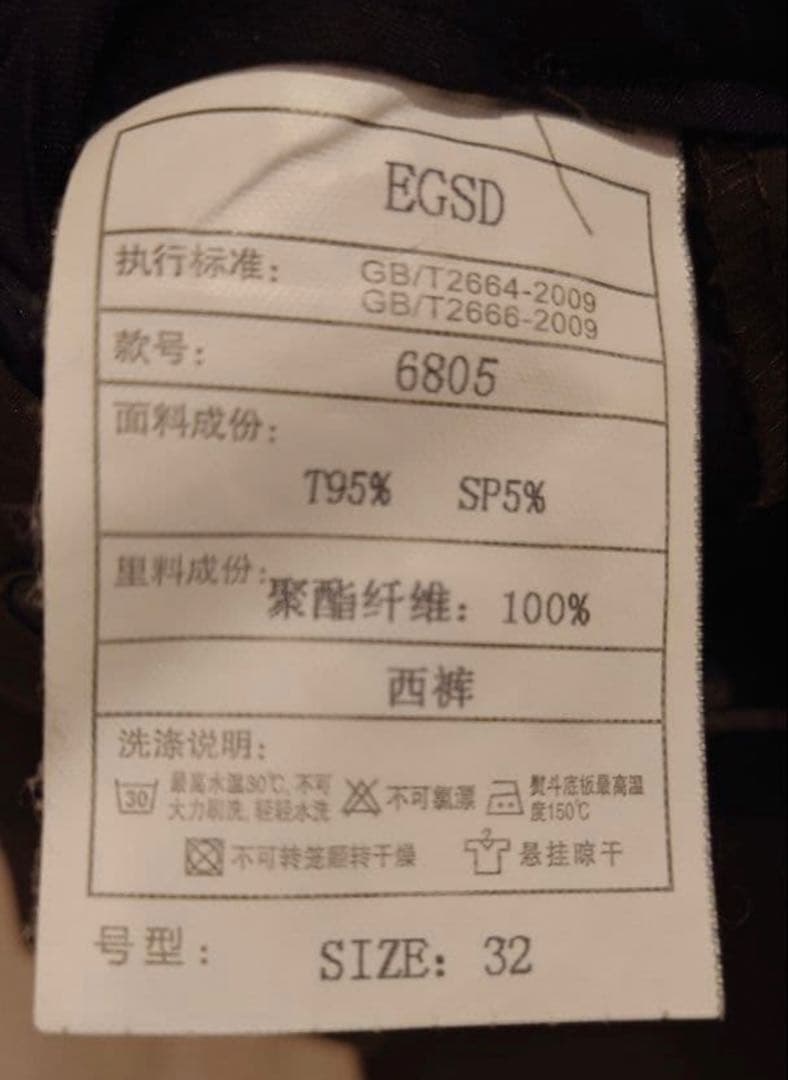 EGSD
执行标准: GB/T2664-2009
GB/T2666-2009
款号: 6805
面料成份:
T95% SP5%
里料成份:
聚酯纤维: 100%
西裤
洗涤说明:
30 最高水温30℃,不可
大力刷洗,轻轻水洗
不可氯漂
熨斗底板最高温
度150℃
不可转笼翻转干燥
悬挂晾干
号型: SIZE: 32